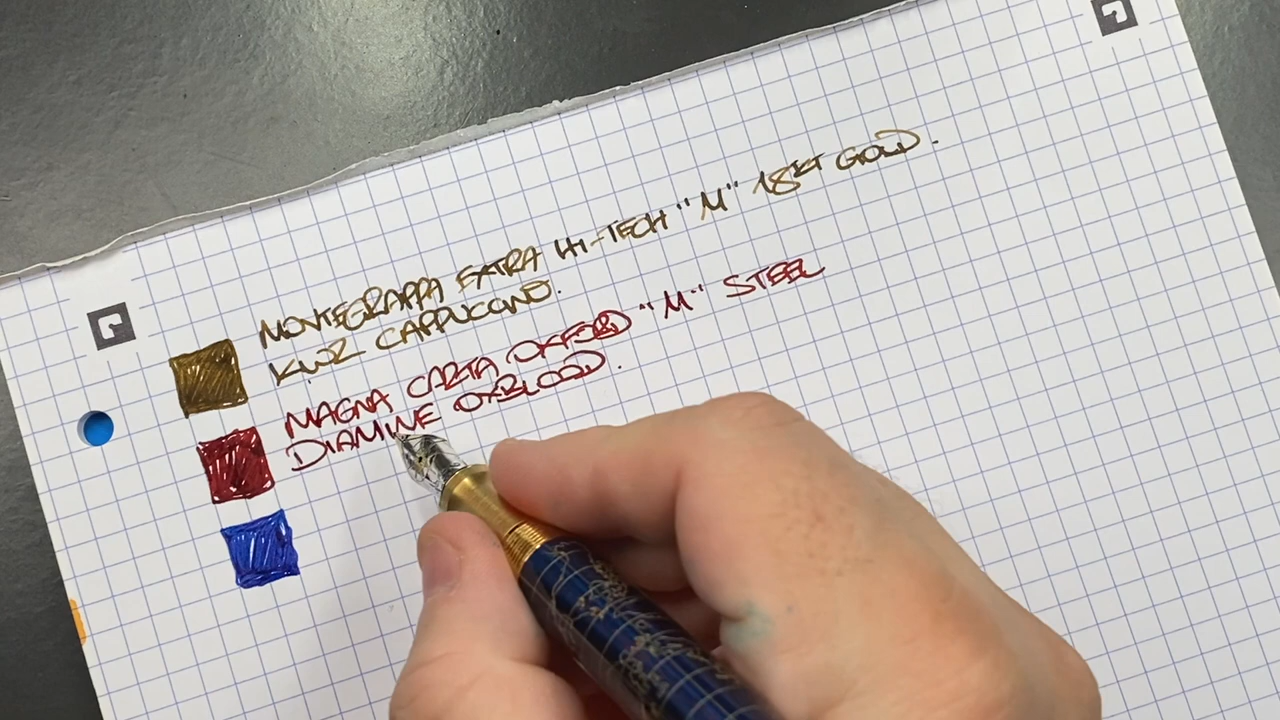 MONTEGRAPPA EXTRA HI-TECH "M" 18KT GOLD.
KWZ CAPPUCCINO.
MAGNA CARTA OXFORD "M" STEEL
DIAMINE OXBLOOD.